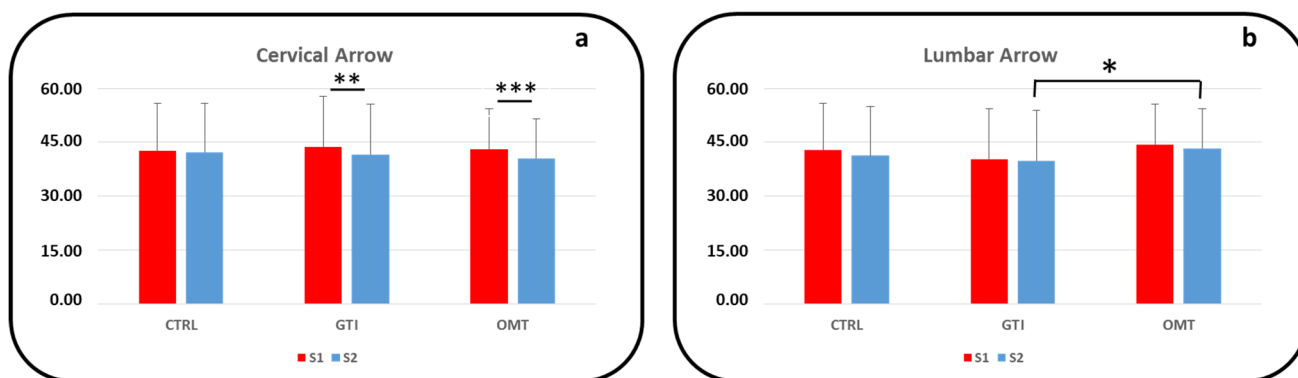 a
Cervical Arrow
** ***
60.00
45.00
30.00
15.00
0.00
CTRL GTI OMT
S1 S2
b
Lumbar Arrow
*
60.00
45.00
30.00
15.00
0.00
CTRL GTI OMT
S1 S2